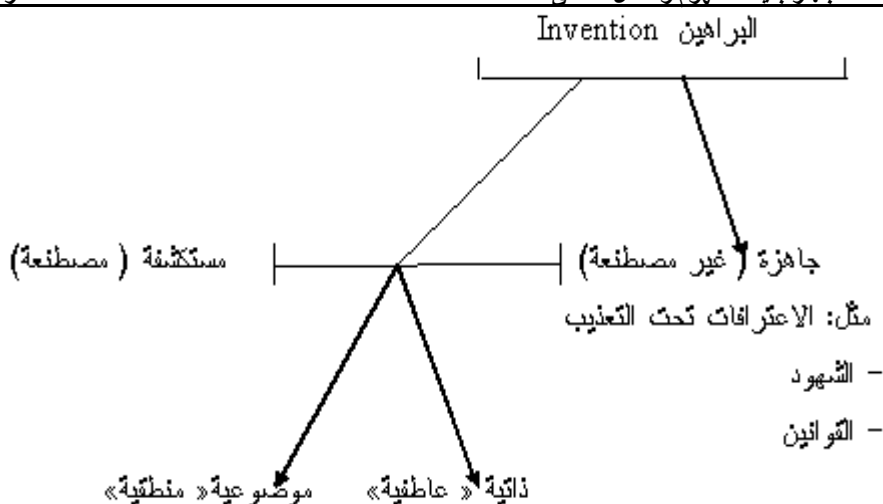 البراهين Invention
جاهزة ( غير مصطنعة) مستكشفة ( مصطنعة)
مثل: الاعترافات تحت التعذيب
- الشهود
- القوانين
ذاتية « عاطفية» موضوعية« منطقية»